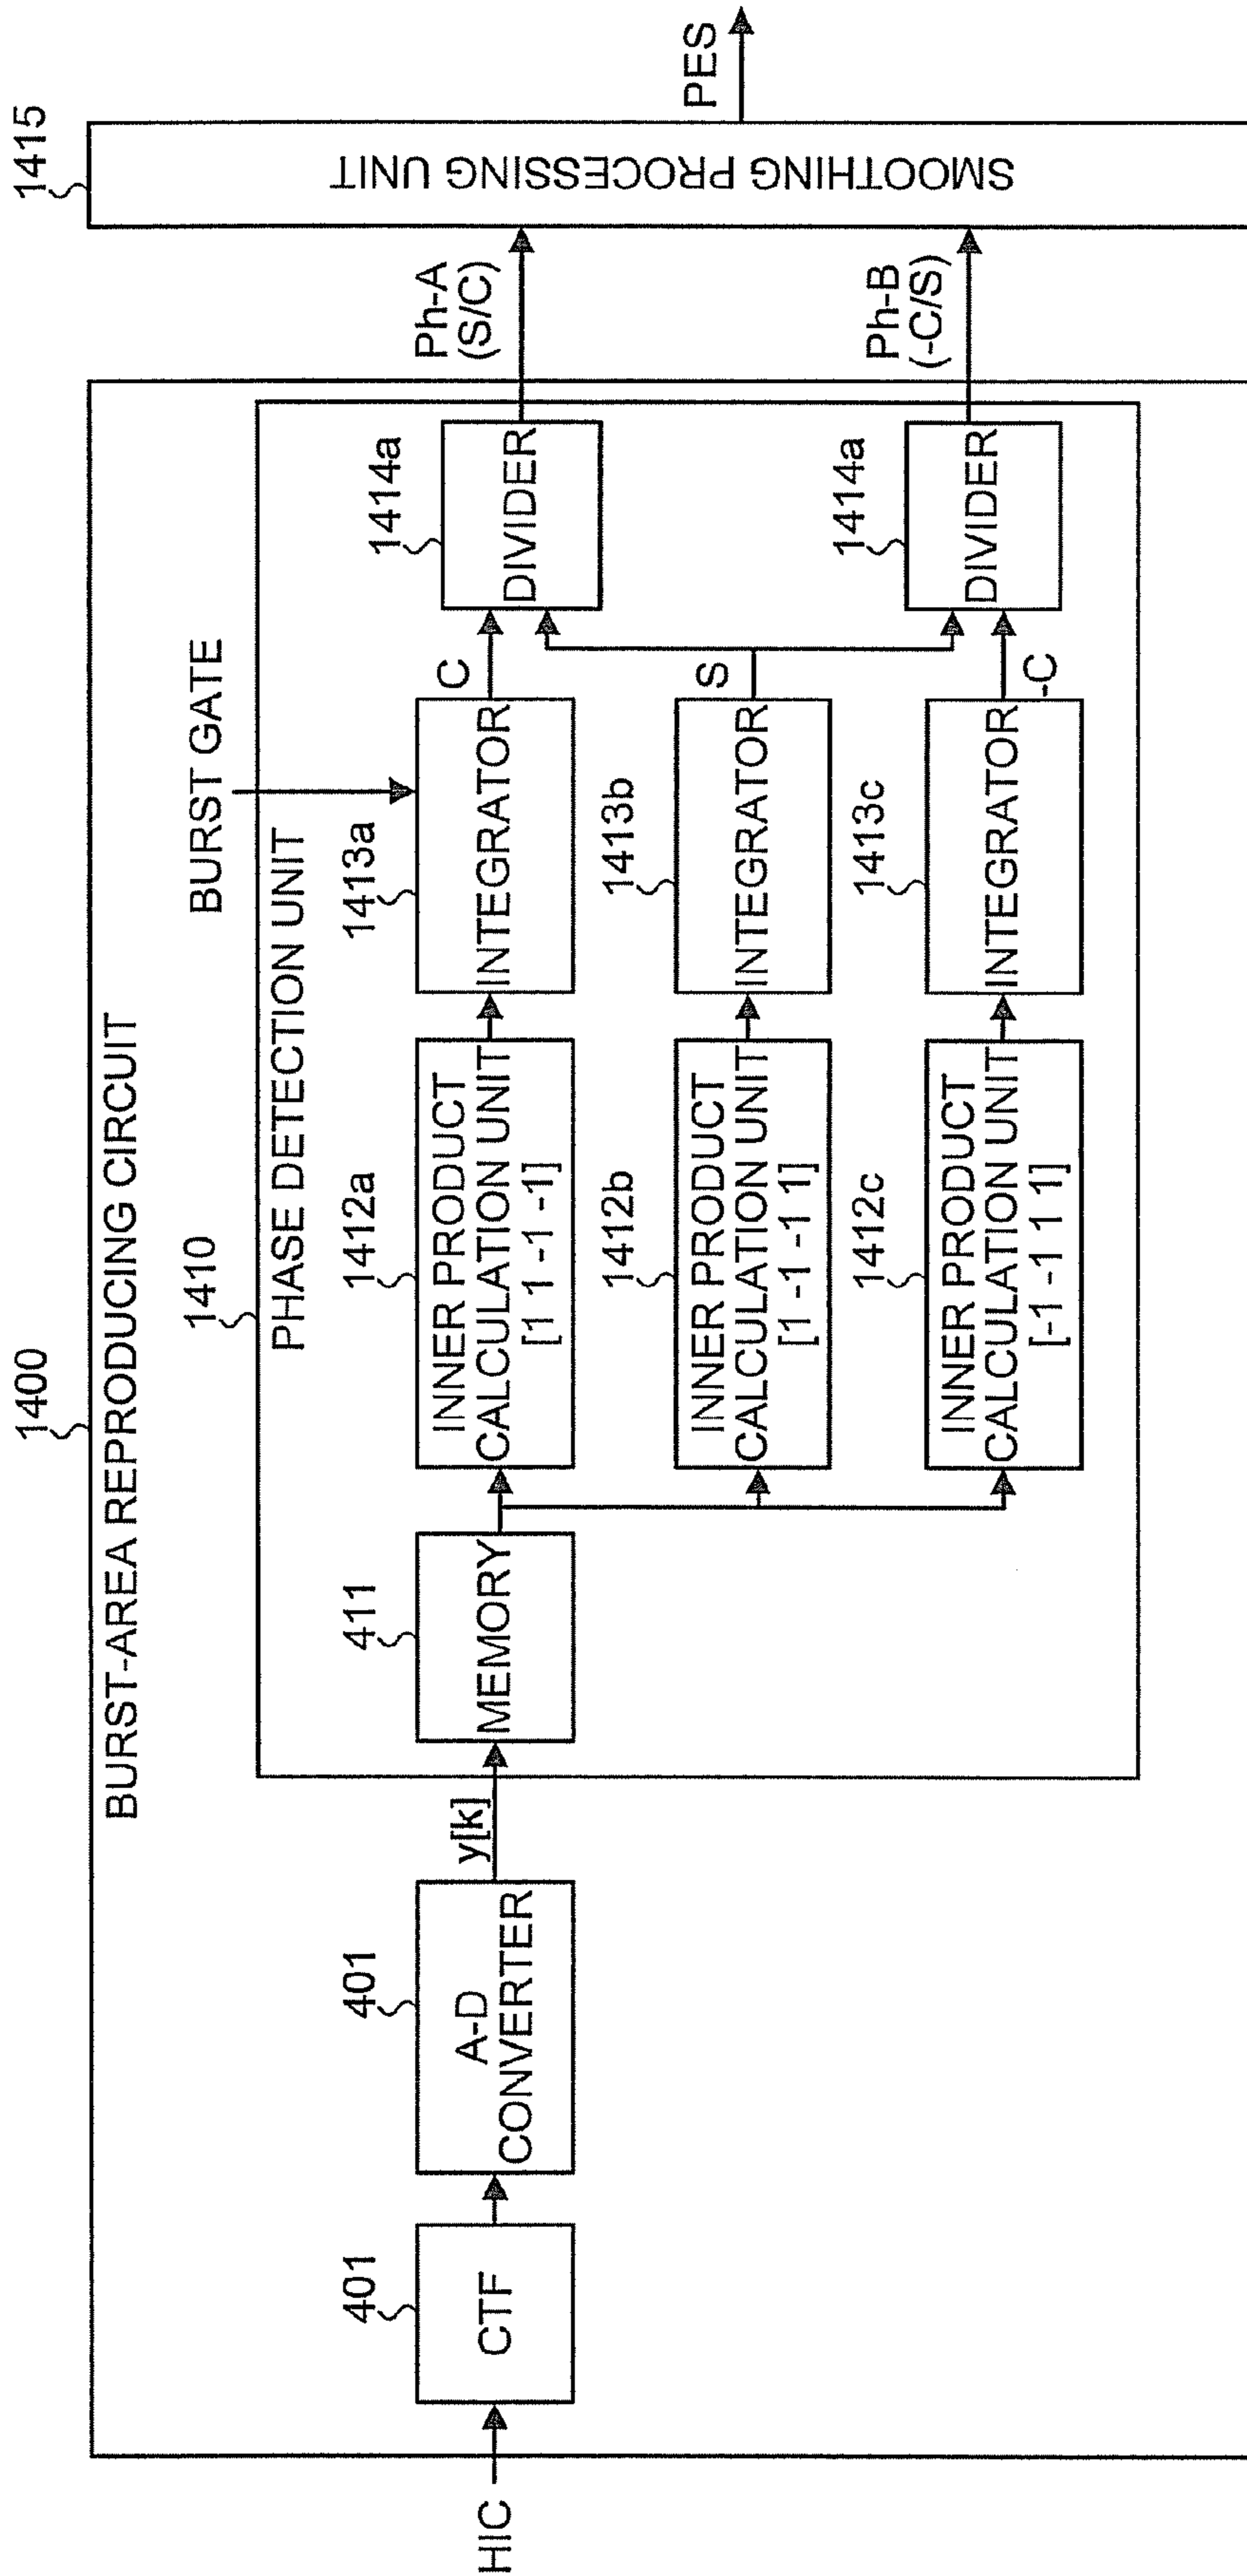 1400
BURST-AREA REPRODUCING CIRCUIT
1410
PHASE DETECTION UNIT
BURST GATE
HIC
401
CTF
401
A-D
CONVERTER
y[k]
411
MEMORY
1412a
INNER PRODUCT
CALCULATION UNIT
[1 1 -1 -1]
1413a
INTEGRATOR
C
1414a
DIVIDER
Ph-A
(S/C)
1412b
INNER PRODUCT
CALCULATION UNIT
[1 -1 -1 1]
1413b
INTEGRATOR
S
1412c
INNER PRODUCT
CALCULATION UNIT
[-1 -1 1 1]
1413c
INTEGRATOR
-C
1414a
DIVIDER
Ph-B
(-C/S)
1415
SMOOTHING PROCESSING UNIT
PES